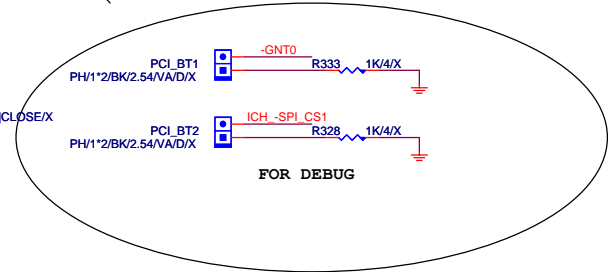 -GNT0
PCI_BT1 R333 1K/4/X
PH/1*2/BK/2.54/VA/D/X
CLOSE/X
ICH_-SPI_CS1
PCI_BT2 R328 1K/4/X
PH/1*2/BK/2.54/VA/D/X
FOR DEBUG